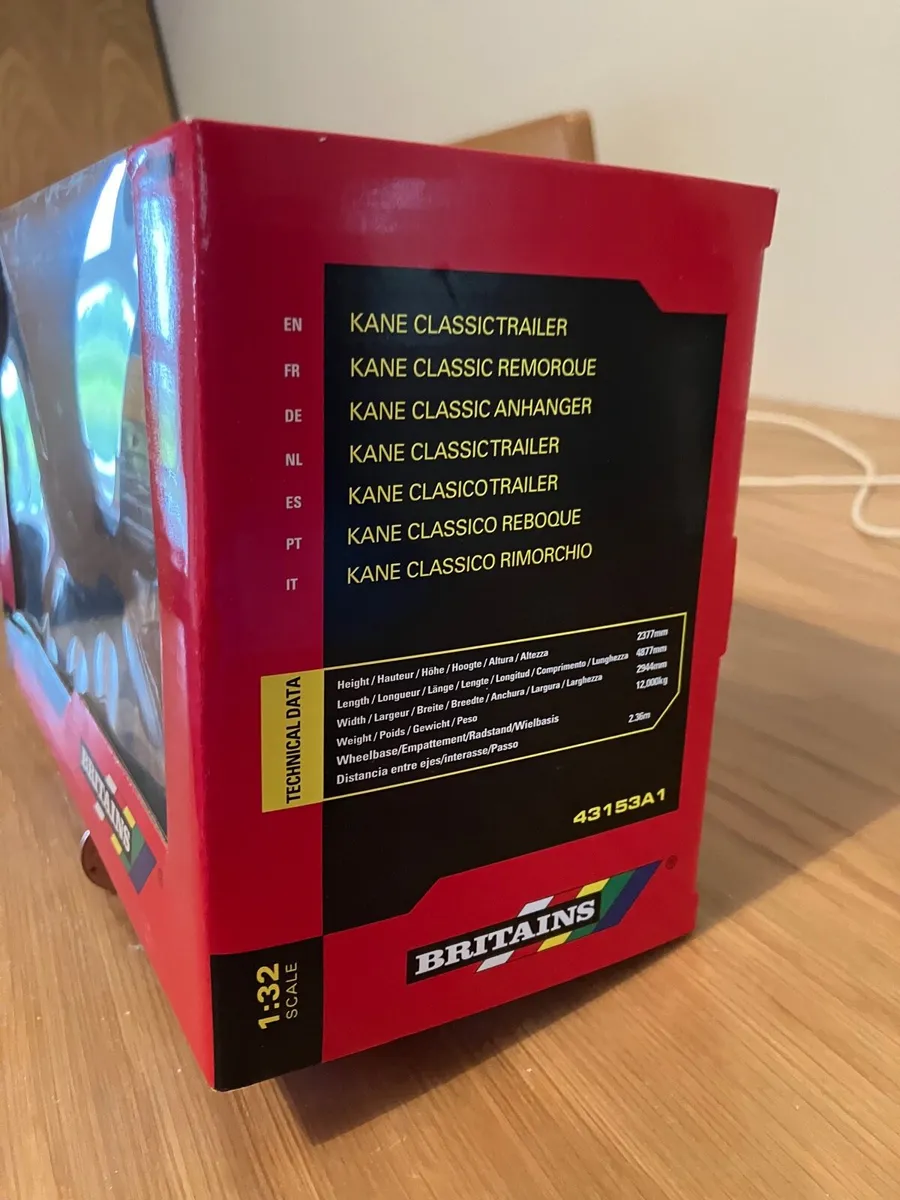 EN KANE CLASSIC TRAILER
FR KANE CLASSIC REMORQUE
DE KANE CLASSIC ANHANGER
NL KANE CLASSIC TRAILER
ES KANE CLASICO TRAILER
PT KANE CLASSICO REBOQUE
IT KANE CLASSICO RIMORCHIO
TECHNICAL DATA
Height / Hauteur / Höhe / Hoogte / Altura / Altezza 2377mm
Length / Longueur / Länge / Lengte / Longitud / Comprimento / Lunghezza 4877mm
Width / Largeur / Breite / Breedte / Anchura / Largura / Larghezza 2944mm
Weight / Poids / Gewicht / Peso 12,000kg
Wheelbase/Empattement/Radstand/Wielbasis 2.36m
Distancia entre ejes/interasse/Passo
43153A1
BRITAINS ®
BRITAINS
1:32
SCALE